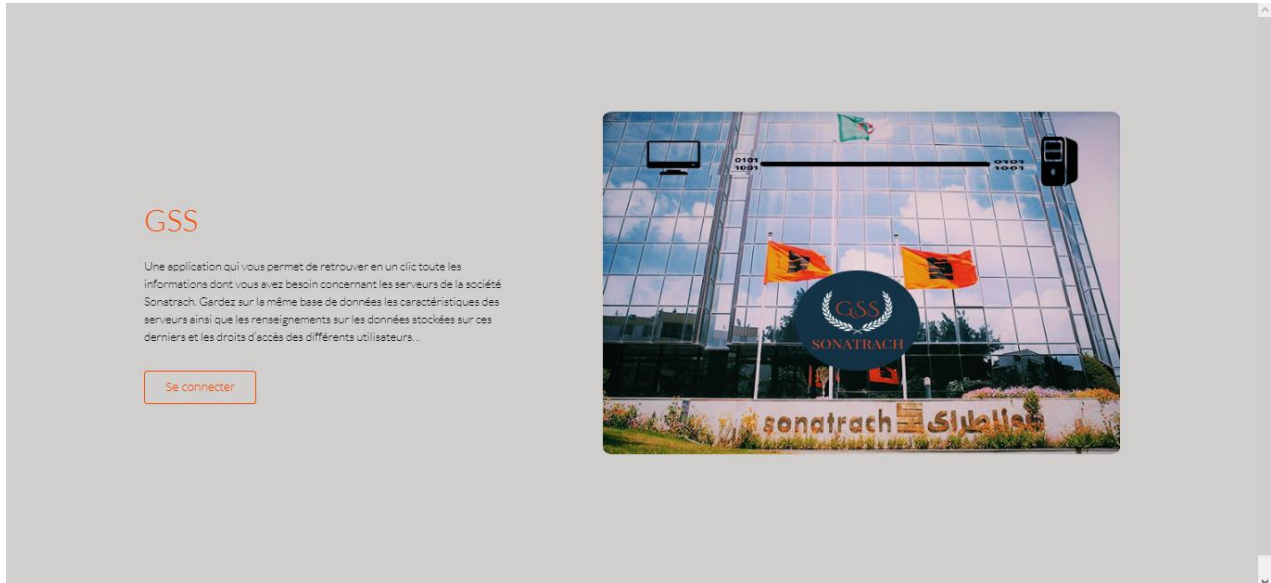 GSS
Une application qui vous permet de retrouver en un clic toute les
informations dont vous avez besoin concernant les serveurs de la société
Sonatrach. Gardez sur la même base de données les caractéristiques des
serveurs ainsi que les renseignements sur les données stockées sur ces
derniers et les droits d'accès des différents utilisateurs. .
Se connecter
0101
1001
0101
1001
GSS
SONATRACH
sonatrach سوناطراك